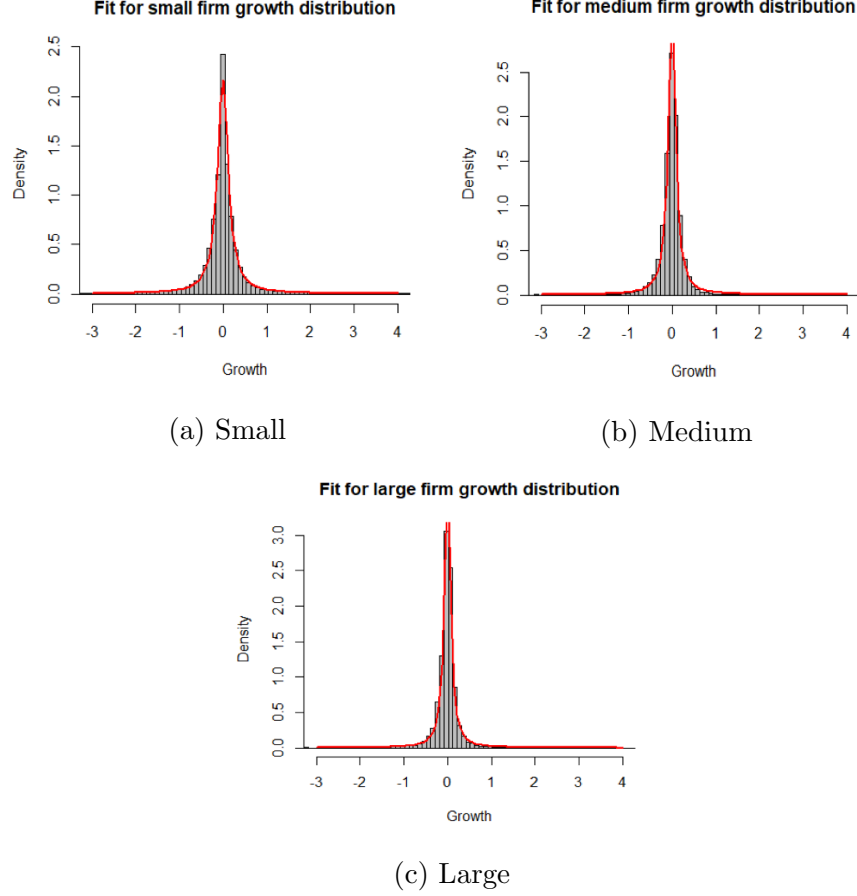 Fit for small firm growth distribution
Density
0.0 0.5 1.0 1.5 2.0 2.5
-3 -2 -1 0 1 2 3 4
Growth
(a) Small
Fit for medium firm growth distribution
Density
0.0 0.5 1.0 1.5 2.0 2.5
-3 -2 -1 0 1 2 3 4
Growth
(b) Medium
Fit for large firm growth distribution
Density
0.0 0.5 1.0 1.5 2.0 2.5 3.0
-3 -2 -1 0 1 2 3 4
Growth
(c) Large